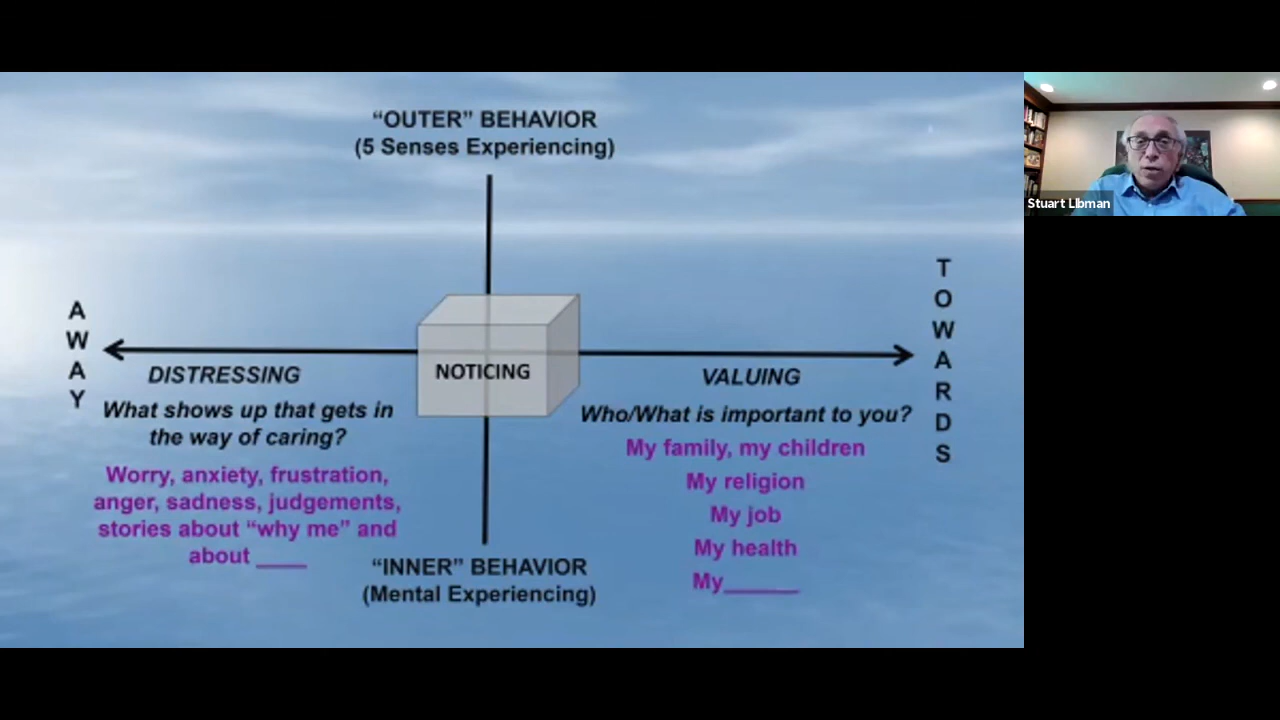 “OUTER” BEHAVIOR
(5 Senses Experiencing)
Stuart Libman
AWAY
TOWARDS
NOTICING
DISTRESSING
What shows up that gets in
the way of caring?
Worry, anxiety, frustration,
anger, sadness, judgements,
stories about “why me” and
about ____
VALUING
Who/What is important to you?
My family, my children
My religion
My job
My health
My______
“INNER” BEHAVIOR
(Mental Experiencing)